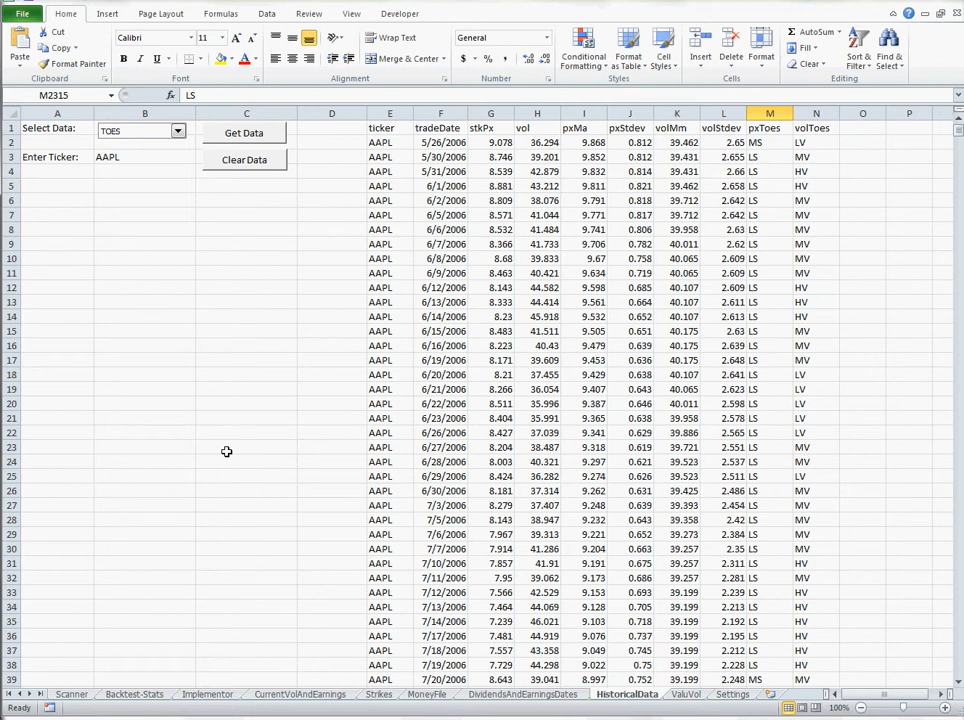 File Home Insert Page Layout Formulas Data Review View Developer
Paste Cut Copy Format Painter Clipboard
Calibri 11 B I U A A Font
Wrap Text Merge & Center Alignment
General $ % , Number
Conditional Formatting Format as Table Cell Styles Styles
Insert Delete Format Cells
Σ AutoSum Fill Clear Sort & Filter Find & Select Editing
M2315 fx LS
A B C D E F G H I J K L M N O P
1 Select Data: TOES Get Data ticker tradeDate stkPx vol pxMa pxStdev volMm volStdev pxToes volToes
2 AAPL 5/26/2006 9.078 36.294 9.868 0.812 39.462 2.65 MS LV
3 Enter Ticker: AAPL Clear Data AAPL 5/30/2006 8.746 39.201 9.852 0.812 39.431 2.655 LS MV
4 AAPL 5/31/2006 8.539 42.879 9.832 0.814 39.431 2.66 LS HV
5 AAPL 6/1/2006 8.881 43.212 9.811 0.821 39.462 2.658 LS HV
6 AAPL 6/2/2006 8.809 38.076 9.791 0.818 39.712 2.642 LS MV
7 AAPL 6/5/2006 8.571 41.044 9.771 0.817 39.712 2.642 LS MV
8 AAPL 6/6/2006 8.532 41.484 9.741 0.806 39.958 2.63 LS MV
9 AAPL 6/7/2006 8.366 41.733 9.706 0.782 40.011 2.62 LS MV
10 AAPL 6/8/2006 8.68 39.833 9.67 0.758 40.065 2.609 LS MV
11 AAPL 6/9/2006 8.463 40.421 9.634 0.719 40.065 2.609 LS MV
12 AAPL 6/12/2006 8.143 44.582 9.598 0.685 40.107 2.609 LS HV
13 AAPL 6/13/2006 8.333 44.414 9.561 0.664 40.107 2.611 LS HV
14 AAPL 6/14/2006 8.23 45.918 9.532 0.652 40.107 2.613 LS HV
15 AAPL 6/15/2006 8.483 41.511 9.505 0.651 40.175 2.63 LS MV
16 AAPL 6/16/2006 8.223 40.43 9.479 0.652 40.175 2.639 LS MV
17 AAPL 6/19/2006 8.171 39.609 9.453 0.636 40.175 2.648 LS MV
18 AAPL 6/20/2006 8.21 37.455 9.429 0.638 40.107 2.641 LS LV
19 AAPL 6/21/2006 8.266 36.054 9.407 0.643 40.065 2.623 LS LV
20 AAPL 6/22/2006 8.511 35.996 9.387 0.646 40.011 2.598 LS LV
21 AAPL 6/23/2006 8.404 35.991 9.365 0.638 39.958 2.578 LS LV
22 AAPL 6/26/2006 8.427 37.039 9.341 0.629 39.886 2.565 LS LV
23 AAPL 6/27/2006 8.204 38.487 9.318 0.619 39.721 2.551 LS MV
24 AAPL 6/28/2006 8.003 40.321 9.297 0.621 39.523 2.537 LS MV
25 AAPL 6/29/2006 8.424 36.282 9.274 0.626 39.523 2.511 LS LV
26 AAPL 6/30/2006 8.181 37.314 9.262 0.631 39.425 2.486 LS MV
27 AAPL 7/3/2006 8.279 37.407 9.248 0.639 39.393 2.454 LS MV
28 AAPL 7/5/2006 8.143 38.947 9.232 0.643 39.358 2.42 LS MV
29 AAPL 7/6/2006 7.967 39.313 9.221 0.652 39.273 2.384 LS MV
30 AAPL 7/7/2006 7.914 41.286 9.204 0.663 39.257 2.35 LS MV
31 AAPL 7/10/2006 7.857 41.91 9.191 0.675 39.257 2.311 LS HV
32 AAPL 7/11/2006 7.95 39.062 9.173 0.686 39.257 2.281 LS MV
33 AAPL 7/12/2006 7.566 42.529 9.153 0.693 39.199 2.239 LS HV
34 AAPL 7/13/2006 7.464 44.069 9.128 0.705 39.199 2.213 LS HV
35 AAPL 7/14/2006 7.239 46.021 9.103 0.718 39.199 2.192 LS HV
36 AAPL 7/17/2006 7.481 44.919 9.076 0.737 39.199 2.195 LS HV
37 AAPL 7/18/2006 7.557 43.358 9.049 0.745 39.199 2.212 LS HV
38 AAPL 7/19/2006 7.729 44.298 9.022 0.75 39.199 2.228 LS HV
39 AAPL 7/20/2006 8.643 39.041 8.997 0.752 39.199 2.248 MS MV
Scanner Backtest-Stats Implementor CurrentVolAndEarnings Strikes MoneyFile DividendsAndEarningsDates HistoricalData ValuVol Settings
Ready 100%